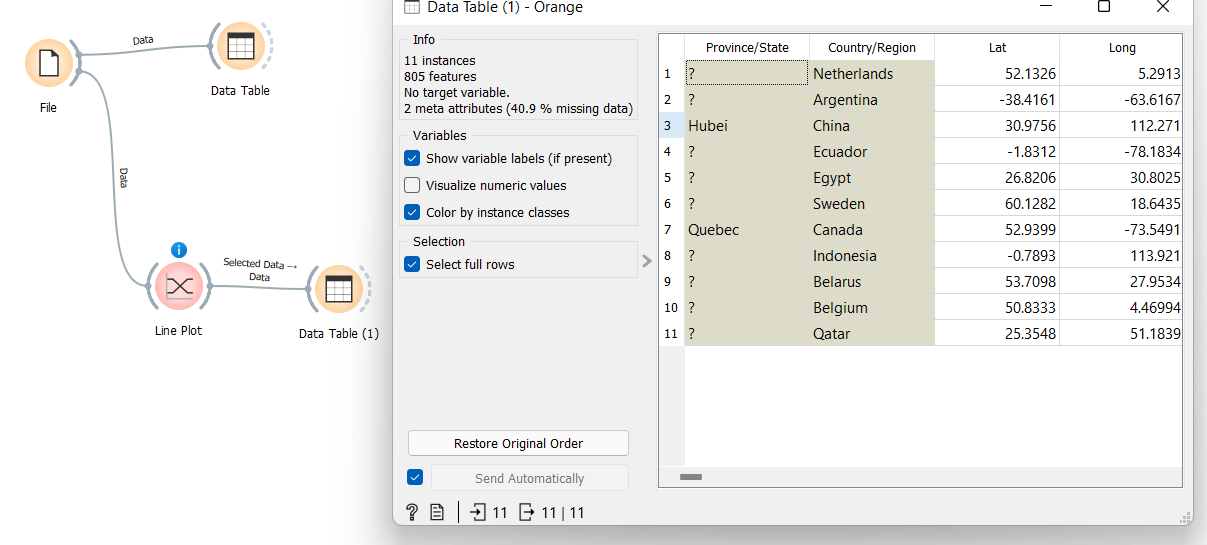 File
Data
Data Table
Data
Line Plot
Selected Data →
Data
Data Table (1)
Data Table (1) - Orange
Info
11 instances
805 features
No target variable.
2 meta attributes (40.9 % missing data)
Variables
Show variable labels (if present)
Visualize numeric values
Color by instance classes
Selection
Select full rows
Restore Original Order
Send Automatically
? 11 11 | 11
Province/State Country/Region Lat Long
1 ? Netherlands 52.1326 5.2913
2 ? Argentina -38.4161 -63.6167
3 Hubei China 30.9756 112.271
4 ? Ecuador -1.8312 -78.1834
5 ? Egypt 26.8206 30.8025
6 ? Sweden 60.1282 18.6435
7 Quebec Canada 52.9399 -73.5491
8 ? Indonesia -0.7893 113.921
9 ? Belarus 53.7098 27.9534
10 ? Belgium 50.8333 4.46994
11 ? Qatar 25.3548 51.1839